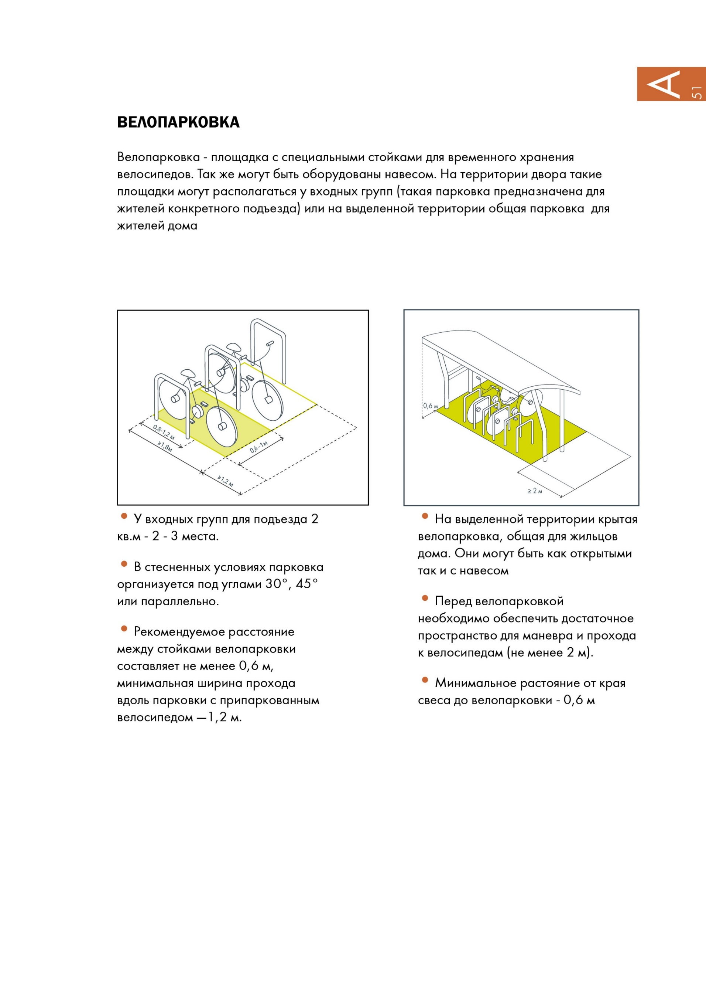 А
51
ВЕЛОПАРКОВКА
Велопарковка - площадка с специальными стойками для временного хранения
велосипедов. Так же могут быть оборудованы навесом. На территории двора такие
площадки могут располагаться у входных групп (такая парковка предназначена для
жителей конкретного подъезда) или на выделенной территории общая парковка  для
жителей дома
0,8-1,2 м
≥1,8м
0,6-1м
≥1,2 м
0,6 м
≥ 2 м
• У входных групп для подъезда 2
кв.м - 2 - 3 места.
• В стесненных условиях парковка
организуется под углами 30°, 45°
или параллельно.
• Рекомендуемое расстояние
между стойками велопарковки
составляет не менее 0,6 м,
минимальная ширина прохода
вдоль парковки с припаркованным
велосипедом —1,2 м.
• На выделенной территории крытая
велопарковка, общая для жильцов
дома. Они могут быть как открытыми
так и с навесом
• Перед велопарковкой
необходимо обеспечить достаточное
пространство для маневра и прохода
к велосипедам (не менее 2 м).
• Минимальное растояние от края
свеса до велопарковки - 0,6 м